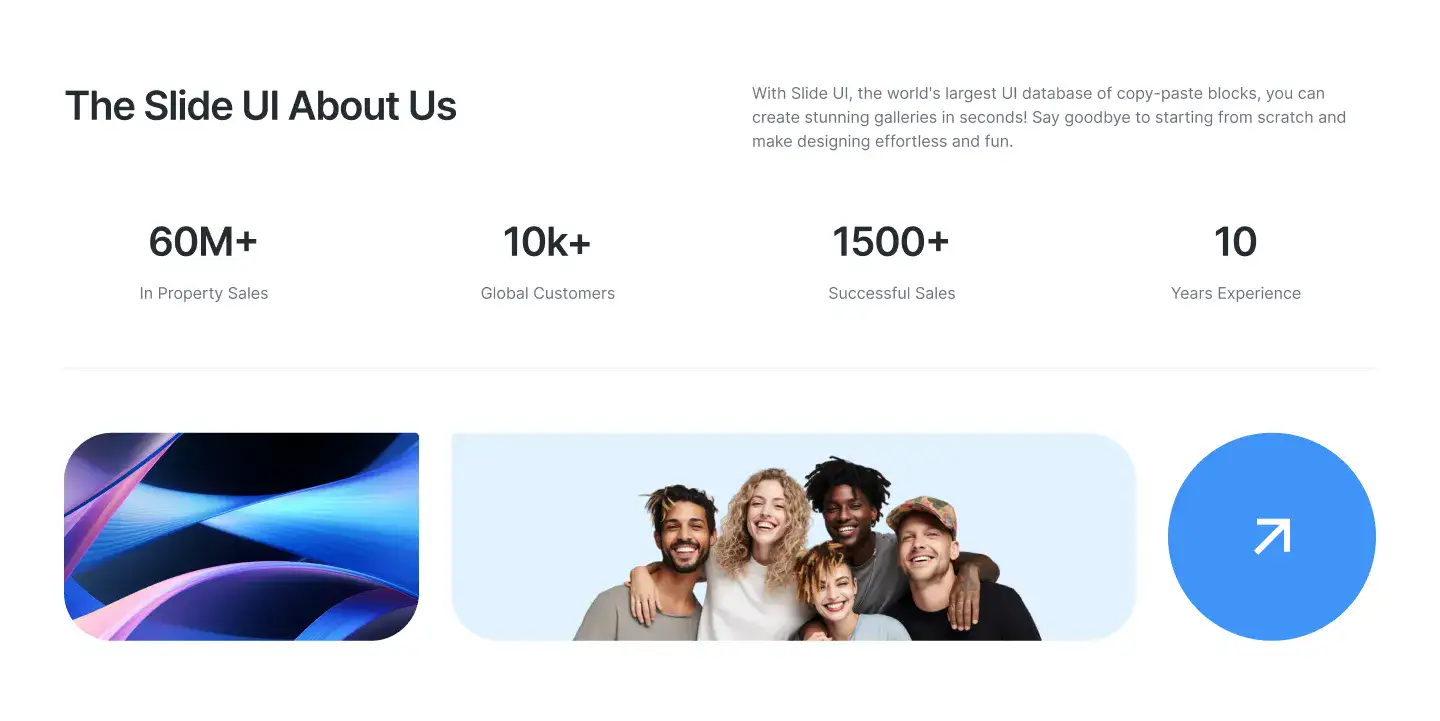 The Slide UI About Us
With Slide UI, the world's largest UI database of copy-paste blocks, you can
create stunning galleries in seconds! Say goodbye to starting from scratch and
make designing effortless and fun.
60M+
In Property Sales
10k+
Global Customers
1500+
Successful Sales
10
Years Experience